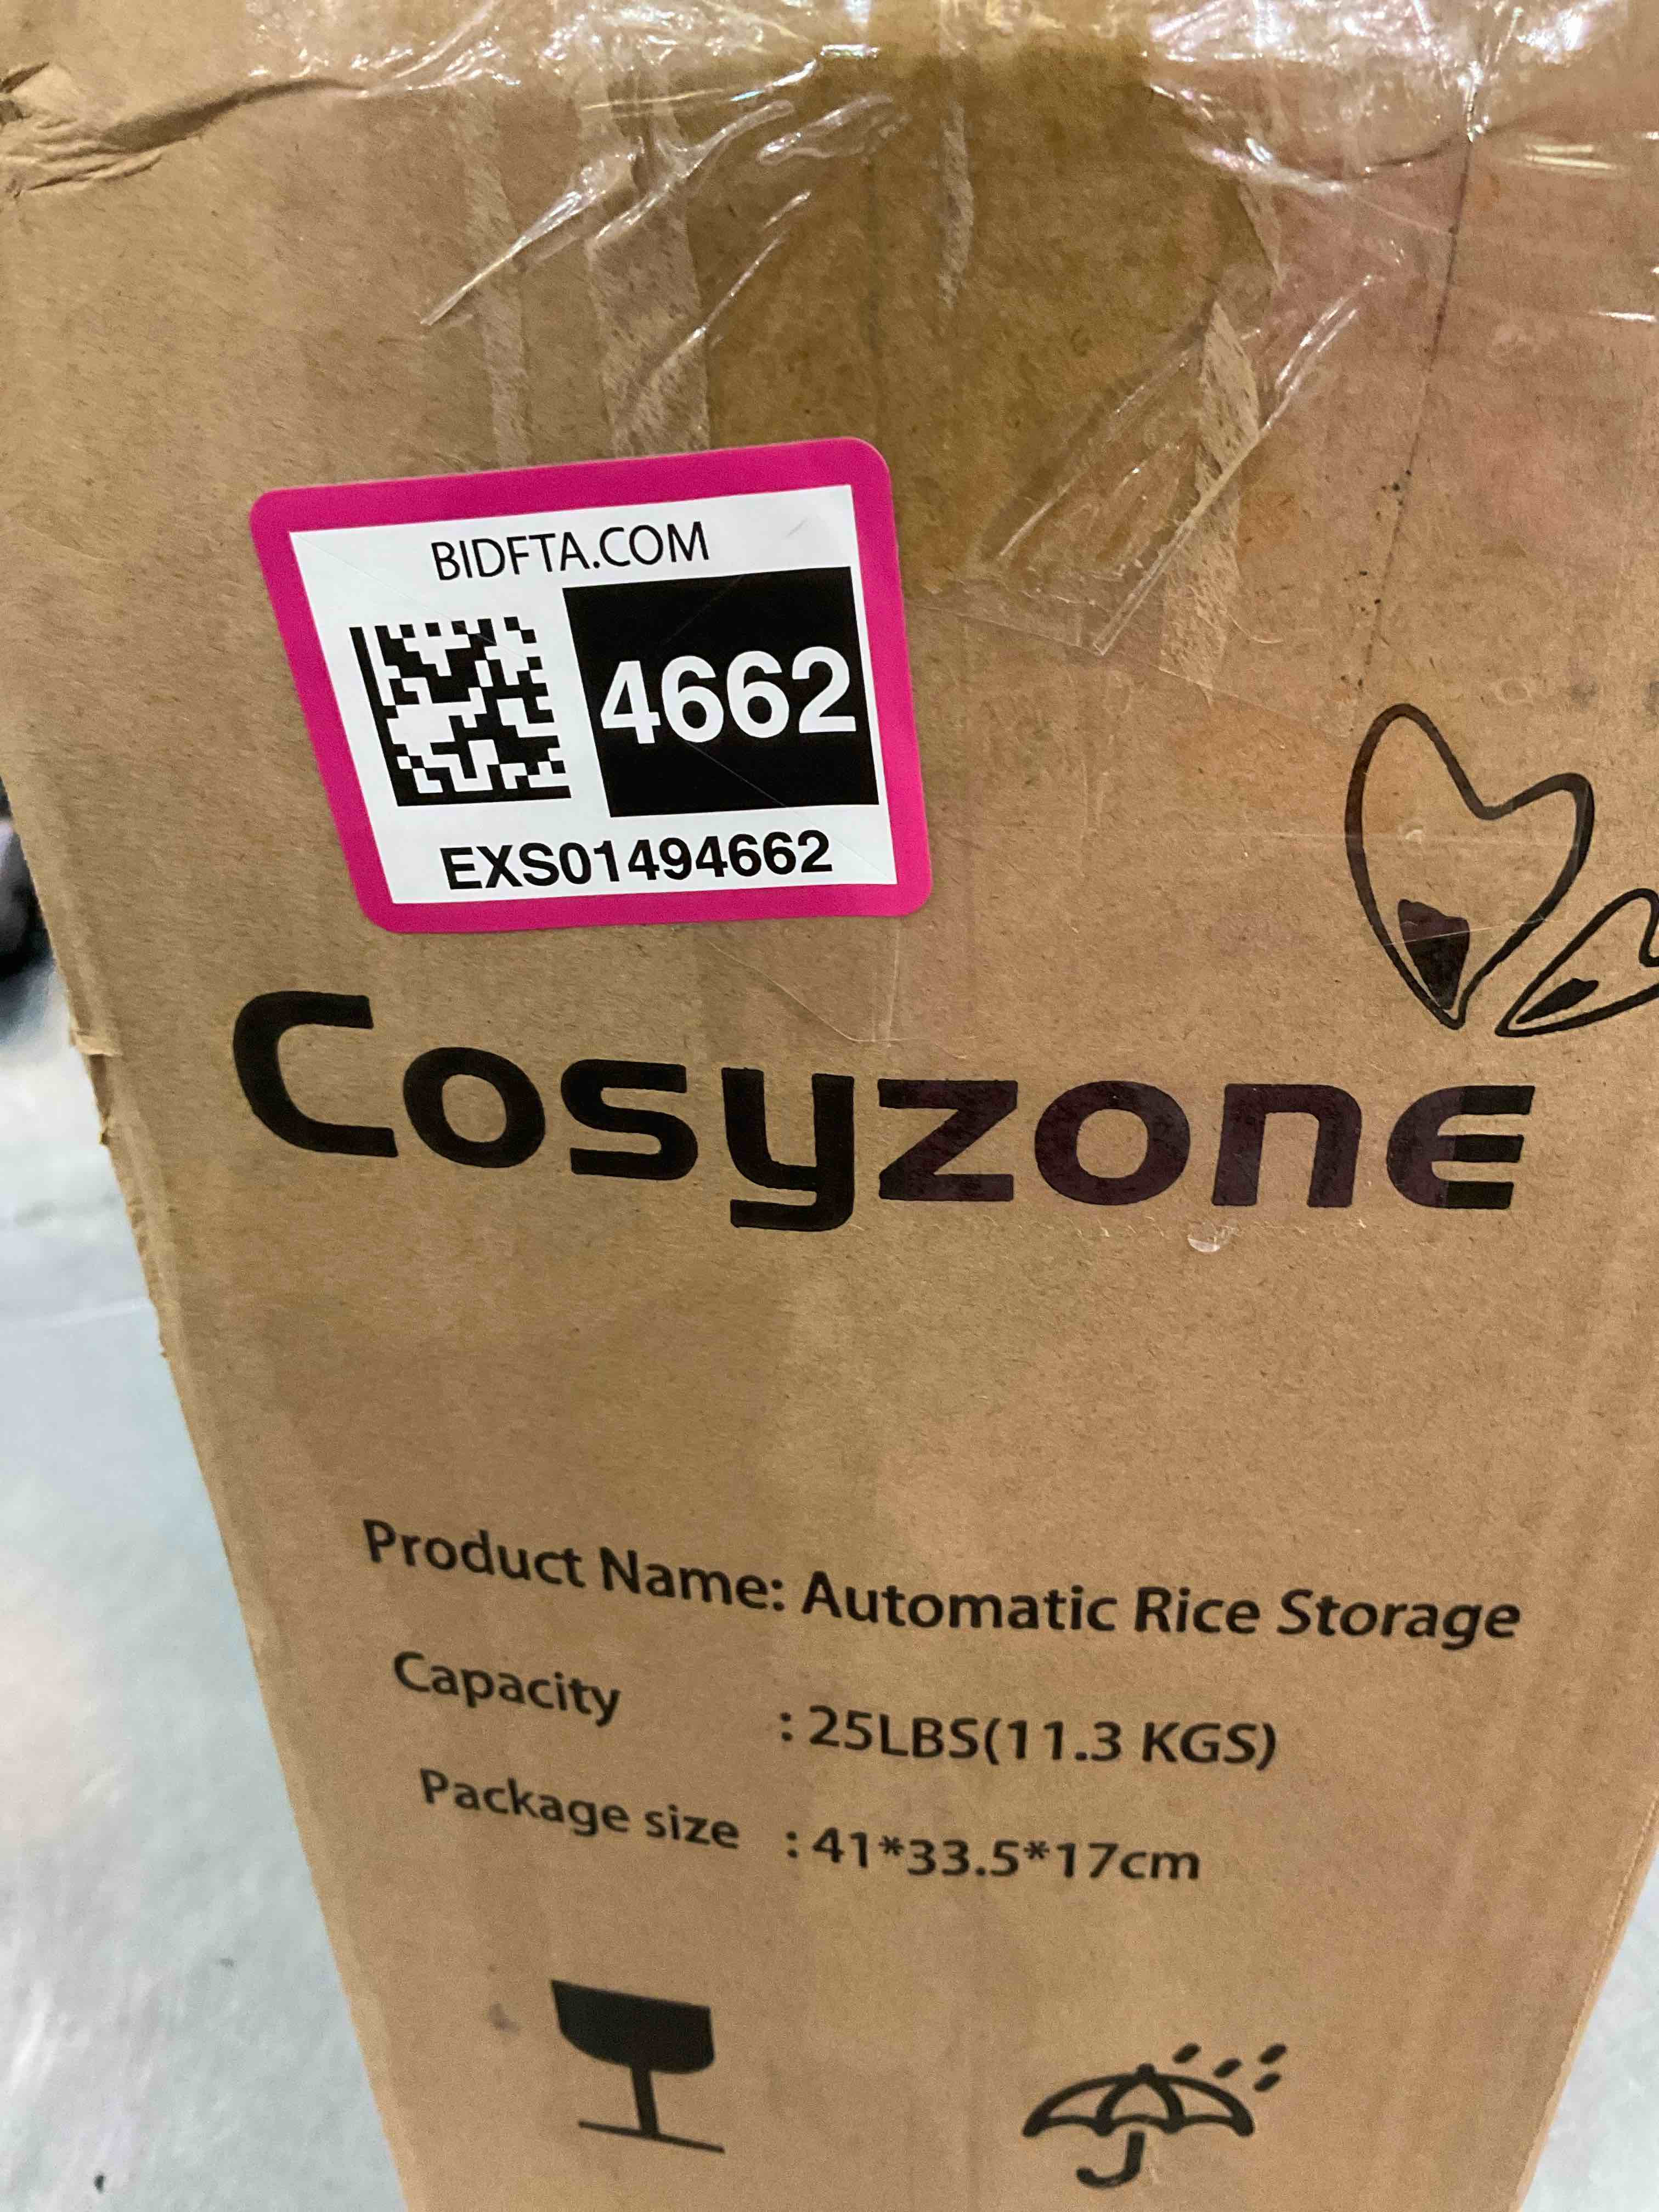 BIDFTA.COM
4662
EXS01494662
Cosyzone
Product Name: Automatic Rice Storage
Capacity : 25LBS(11.3 KGS)
Package size : 41*33.5*17cm